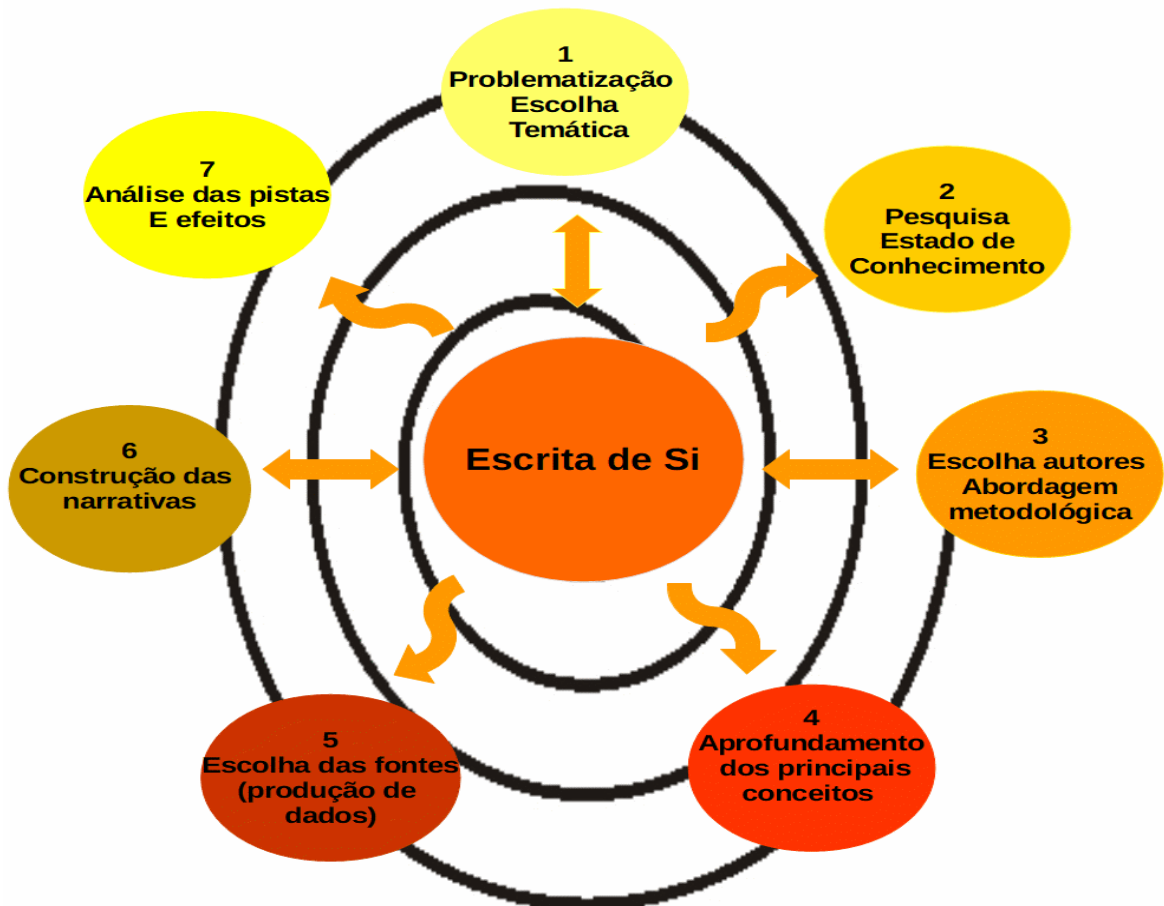 1
Problematização
Escolha
Temática
2
Pesquisa
Estado de
Conhecimento
3
Escolha autores
Abordagem
metodológica
4
Aprofundamento
dos principais
conceitos
5
Escolha das fontes
(produção de
dados)
6
Construção das
narrativas
7
Análise das pistas
E efeitos
Escrita de Si